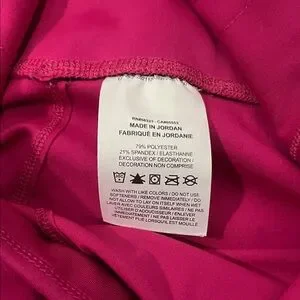 MADE IN JORDAN
FABRIQUÉ EN JORDANIE
79% POLYESTER
21% SPANDEX / ELASTHANNE
EXCLUSIVE OF DECORATION /
DECORATION NON COMPRISE
WASH WITH LIKE COLORS / DO NOT USE
SOFTENERS / REMOVE IMMEDIATELY / DO
NOT ALLOW TO LAY ON ITSELF WHEN WET /
LAVER AVEC COULEURS SIMILAIRES / NE PAS
UTILISER D'ADOUCISSEUR / ENLEVER
IMMÉDIATEMENT / NE PAS LAISSER LE
VÊTEMENT PLIÉ LORSQU'IL EST MOUILLÉ.